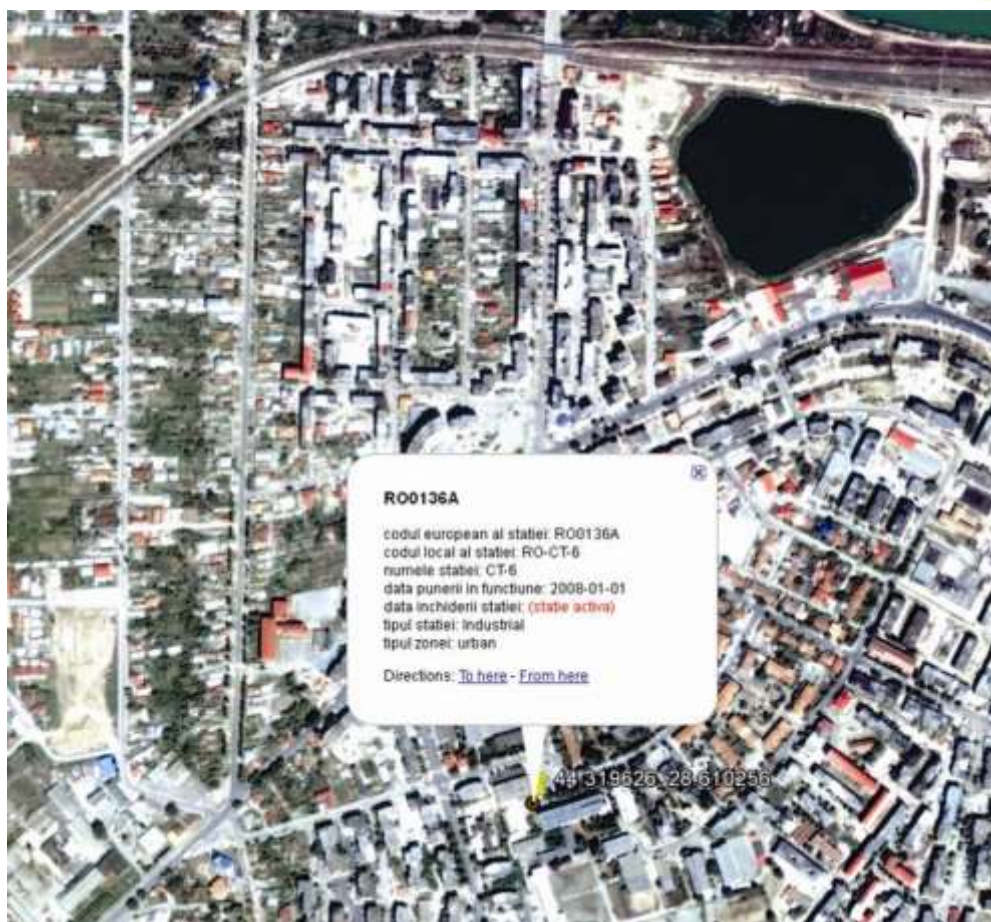 RO0136A
codul european al statiei: RO0136A
codul local al statiei: RO-CT-6
numele statiei: CT-6
data punerii in functiune: 2008-01-01
data inchiderii statiei: (statie activa)
tipul statiei: Industrial
tipul zonei: urban
Directions: To here - From here
44.319626, 28.610256